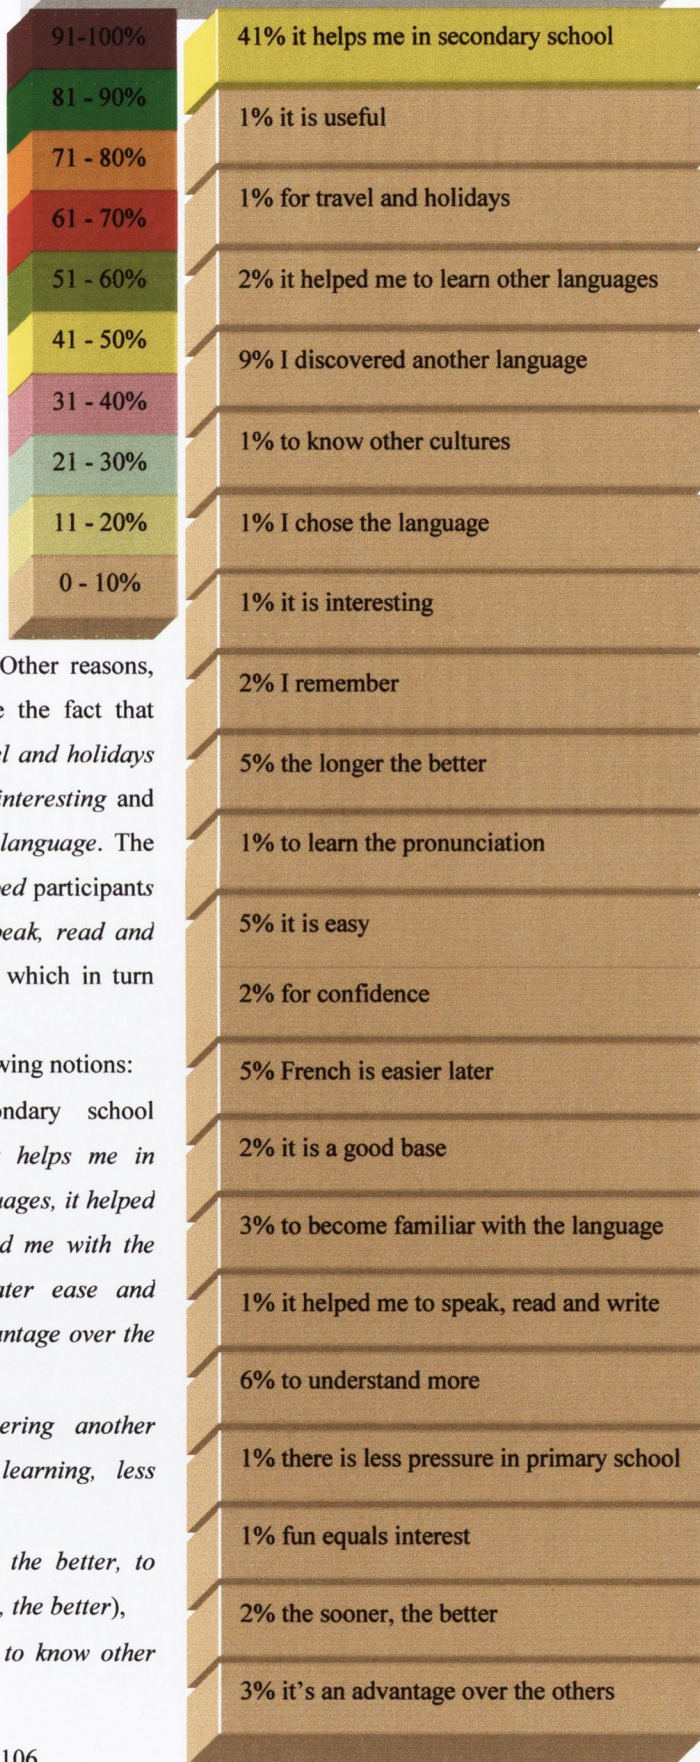 91-100%
81 - 90%
71 - 80%
61 - 70%
51 - 60%
41 - 50%
31 - 40%
21 - 30%
11 - 20%
0 - 10%
41% it helps me in secondary school
1% it is useful
1% for travel and holidays
2% it helped me to learn other languages
9% I discovered another language
1% to know other cultures
1% I chose the language
1% it is interesting
2% I remember
5% the longer the better
1% to learn the pronunciation
5% it is easy
2% for confidence
5% French is easier later
2% it is a good base
3% to become familiar with the language
1% it helped me to speak, read and write
6% to understand more
1% there is less pressure in primary school
1% fun equals interest
2% the sooner, the better
3% it's an advantage over the others
Other reasons,
the fact that
and holidays
interesting and
language. The
participants
read and
which in turn
notions:
school
helps me in
it helped
me with the
ease and
over the
another
learning, less
the better, to
the better),
to know other
106